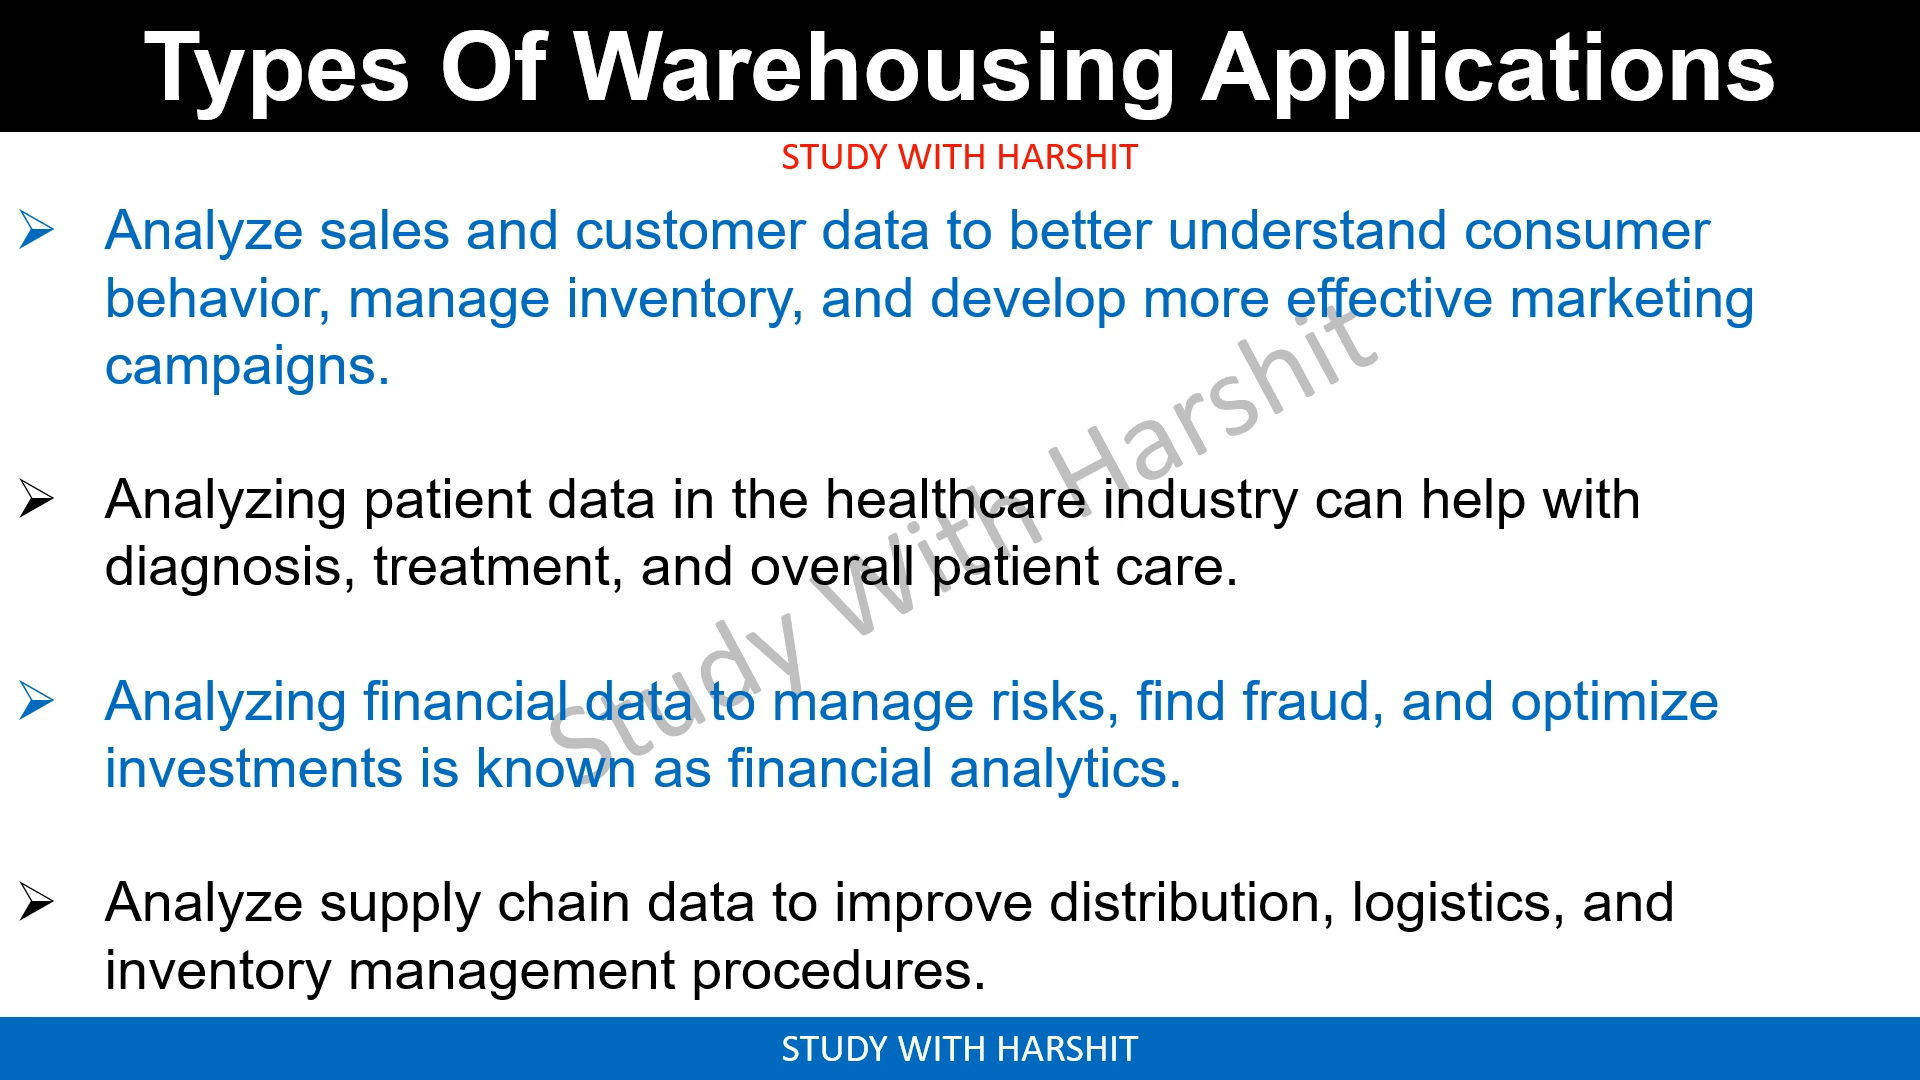 Types Of Warehousing Applications
STUDY WITH HARSHIT
➢ Analyze sales and customer data to better understand consumer
behavior, manage inventory, and develop more effective marketing
campaigns.
➢ Analyzing patient data in the healthcare industry can help with
diagnosis, treatment, and overall patient care.
➢ Analyzing financial data to manage risks, find fraud, and optimize
investments is known as financial analytics.
➢ Analyze supply chain data to improve distribution, logistics, and
inventory management procedures.
Study With Harshit
STUDY WITH HARSHIT